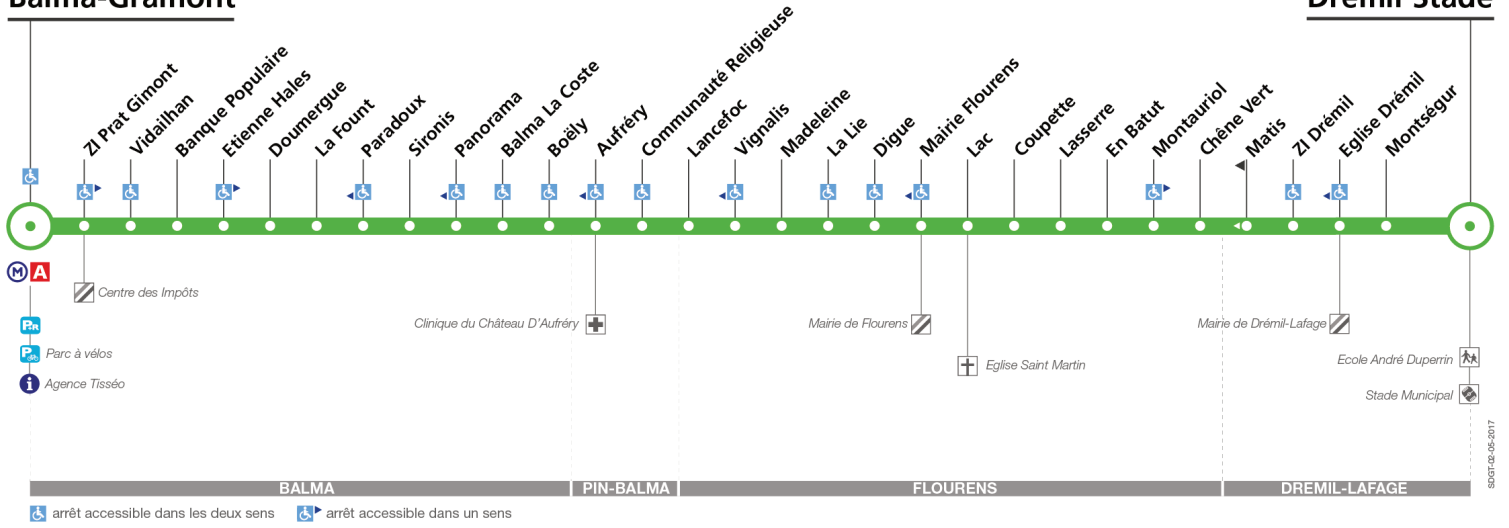 Balma-Gramont
Drémil Stade
ZI Prat Gimont
Vidailhan
Banque Populaire
Etienne Hales
Doumergue
La Fount
Paradoux
Sironis
Panorama
Balma La Coste
Boëly
Aufréry
Communauté Religieuse
Lancefoc
Vignalis
Madeleine
La Lie
Digue
Mairie Flourens
Lac
Coupette
Lasserre
En Batut
Montauriol
Chêne Vert
Matis
ZI Drémil
Eglise Drémil
Montségur
M A
Centre des Impôts
P+R
Parc à vélos
Agence Tisséo
Clinique du Château D'Aufréry
Mairie de Flourens
Eglise Saint Martin
Mairie de Drémil-Lafage
Ecole André Duperrin
Stade Municipal
SDGT-02-05-2017
BALMA
PIN-BALMA
FLOURENS
DREMIL-LAFAGE
arrêt accessible dans les deux sens
arrêt accessible dans un sens